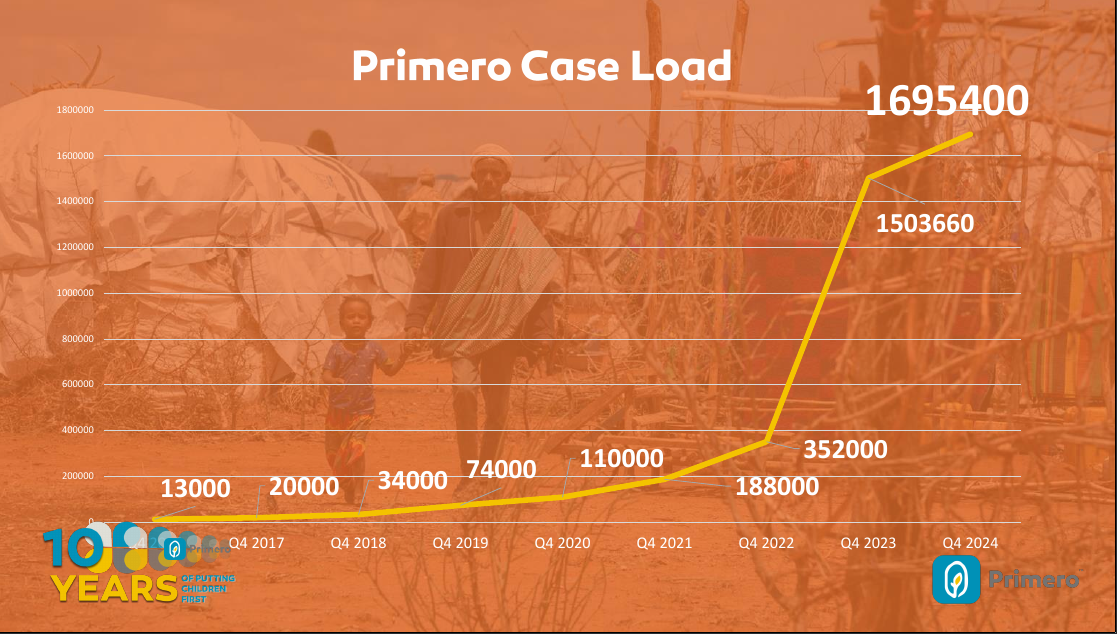 Primero Case Load
1695400
1800000
1600000
1400000
1200000
1000000
800000
600000
400000
200000
0
1503660
352000
188000
110000
74000
34000
20000
13000
Q4 2017
Q4 2018
Q4 2019
Q4 2020
Q4 2021
Q4 2022
Q4 2023
Q4 2024
10
Primero
YEARS
OF PUTTING
CHILDREN
FIRST
Primero